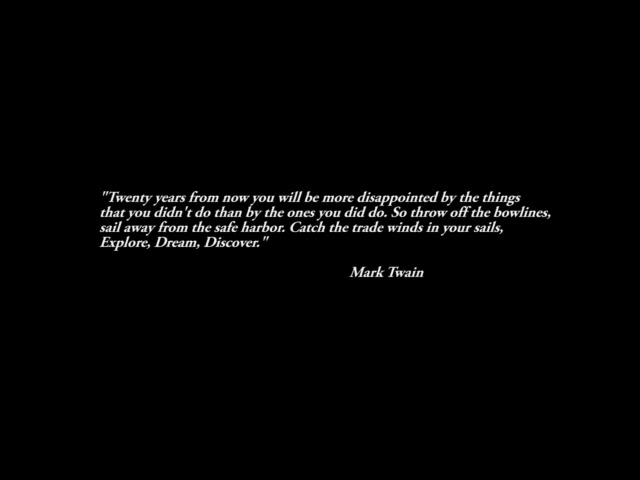 "Twenty years from now you will be more disappointed by the things
that you didn't do than by the ones you did do. So throw off the bowlines,
sail away from the safe harbor. Catch the trade winds in your sails,
Explore, Dream, Discover."
Mark Twain